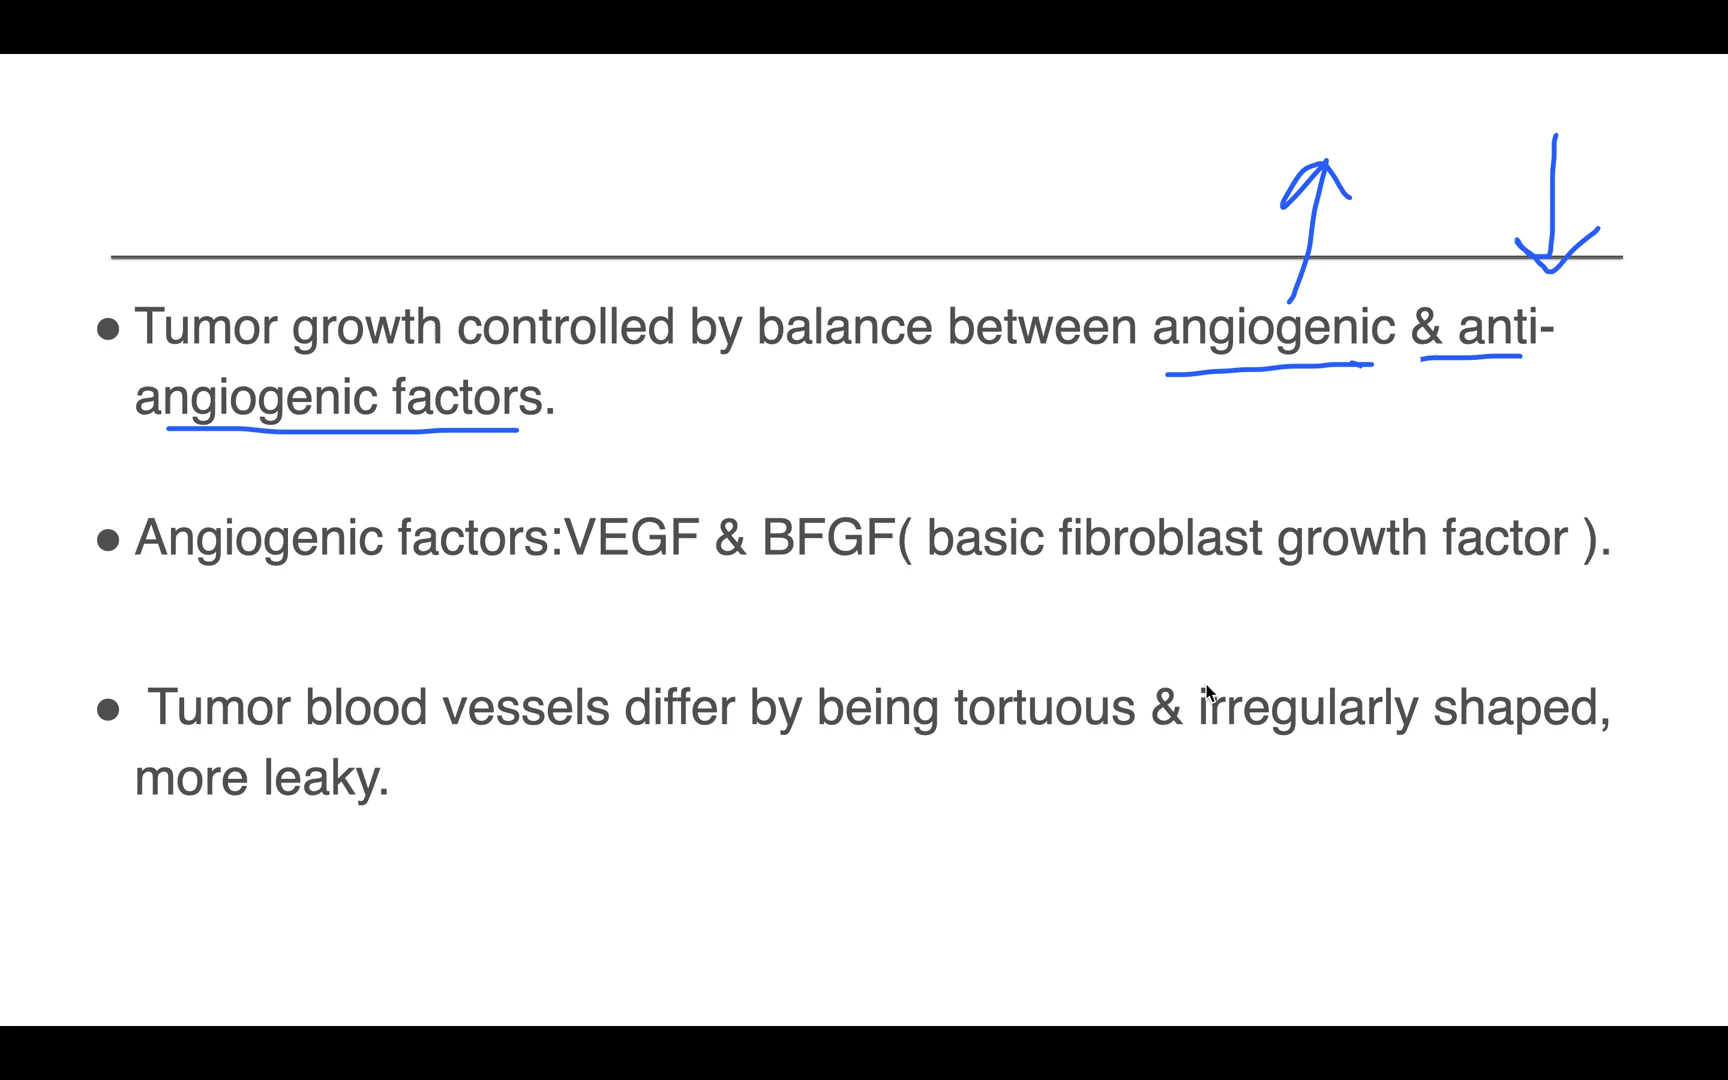 ● Tumor growth controlled by balance between angiogenic & anti-
angiogenic factors.
● Angiogenic factors:VEGF & BFGF( basic fibroblast growth factor ).
● Tumor blood vessels differ by being tortuous & irregularly shaped,
more leaky.